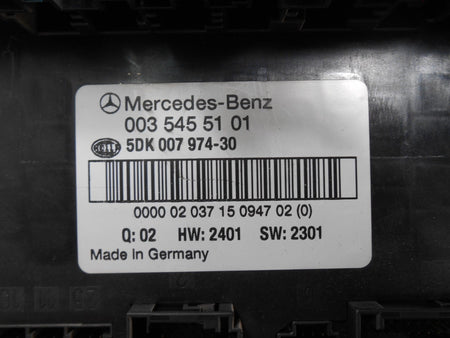 Mercedes-Benz
003 545 51 01
HELLA 5DK 007 974-30
0000 02 037 15 0947 02 (0)
Q: 02 HW: 2401 SW: 2301
Made in Germany